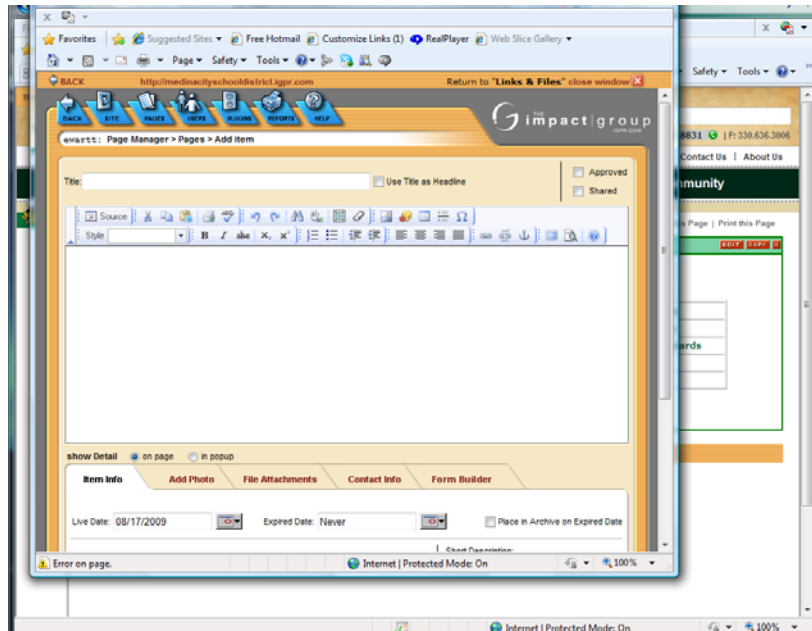 Favorites Suggested Sites Free Hotmail Customize Links (1) RealPlayer Web Slice Gallery
Page Safety Tools
Safety Tools
BACK http://medinacityschooldistrict.igpr.com Return to "Links & Files" close window X
BACK SITE PAGES USERS PLUGINS REPORTS HELP
THE
impact|group
IGPR.COM
8831 | F: 330.636.3006
evartt: Page Manager > Pages > Add item
Contact Us | About Us
mmunity
Title: Use Title as Headline
Approved
Shared
s Page | Print this Page
Source
EDIT COPY X
Style B I abc X, x
ards
show Detail on page in popup
Item Info Add Photo File Attachments Contact Info Form Builder
Live Date: 08/17/2009 Expired Date: Never Place in Archive on Expired Date
Short Description:
Error on page. Internet | Protected Mode: On 100%
Internet | Protected Mode: On 100%